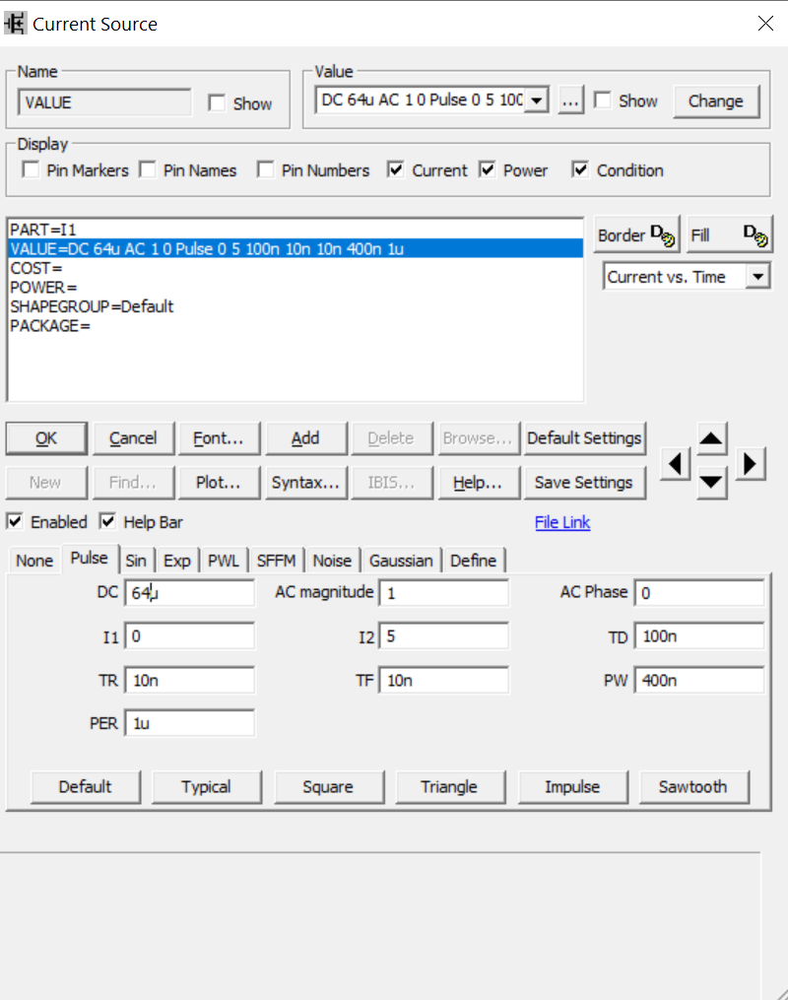 Current Source
Name
VALUE
Show
Value
DC 64u AC 1 0 Pulse 0 5 100
...
Show
Change
Display
Pin Markers Pin Names Pin Numbers Current Power Condition
PART=I1
VALUE=DC 64u AC 1 0 Pulse 0 5 100n 10n 10n 400n 1u
COST=
POWER=
SHAPEGROUP=Default
PACKAGE=
Border D Fill D
Current vs. Time
OK Cancel Font... Add Delete Browse... Default Settings
New Find... Plot... Syntax... IBIS... Help... Save Settings
Enabled Help Bar File Link
None Pulse Sin Exp PWL SFFM Noise Gaussian Define
DC 64u AC magnitude 1 AC Phase 0
I1 0 I2 5 TD 100n
TR 10n TF 10n PW 400n
PER 1u
Default Typical Square Triangle Impulse Sawtooth